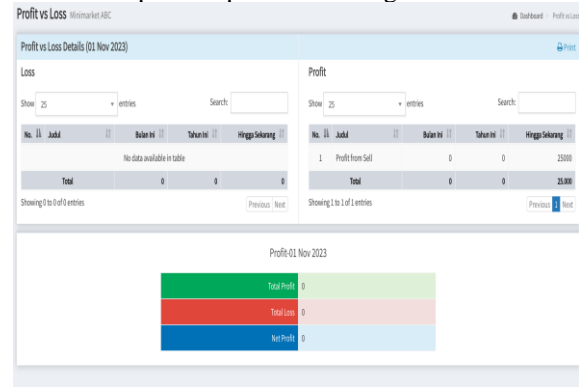 Profit vs Loss Minimarket ABC
Dashboard > Profit vs Loss
Profit vs Loss Details (01 Nov 2023)
Print
Loss
Show 25 entries Search:
No. Judul Bulan Ini Tahun Ini Hingga Sekarang
No data available in table
Total 0 0 0
Showing 0 to 0 of 0 entries
Previous Next
Profit
Show 25 entries Search:
No. Judul Bulan Ini Tahun Ini Hingga Sekarang
1 Profit from Sell 0 0 25000
Total 0 0 25.000
Showing 1 to 1 of 1 entries
Previous 1 Next
Profit-01 Nov 2023
Total Profit 0
Total Loss 0
Net Profit 0